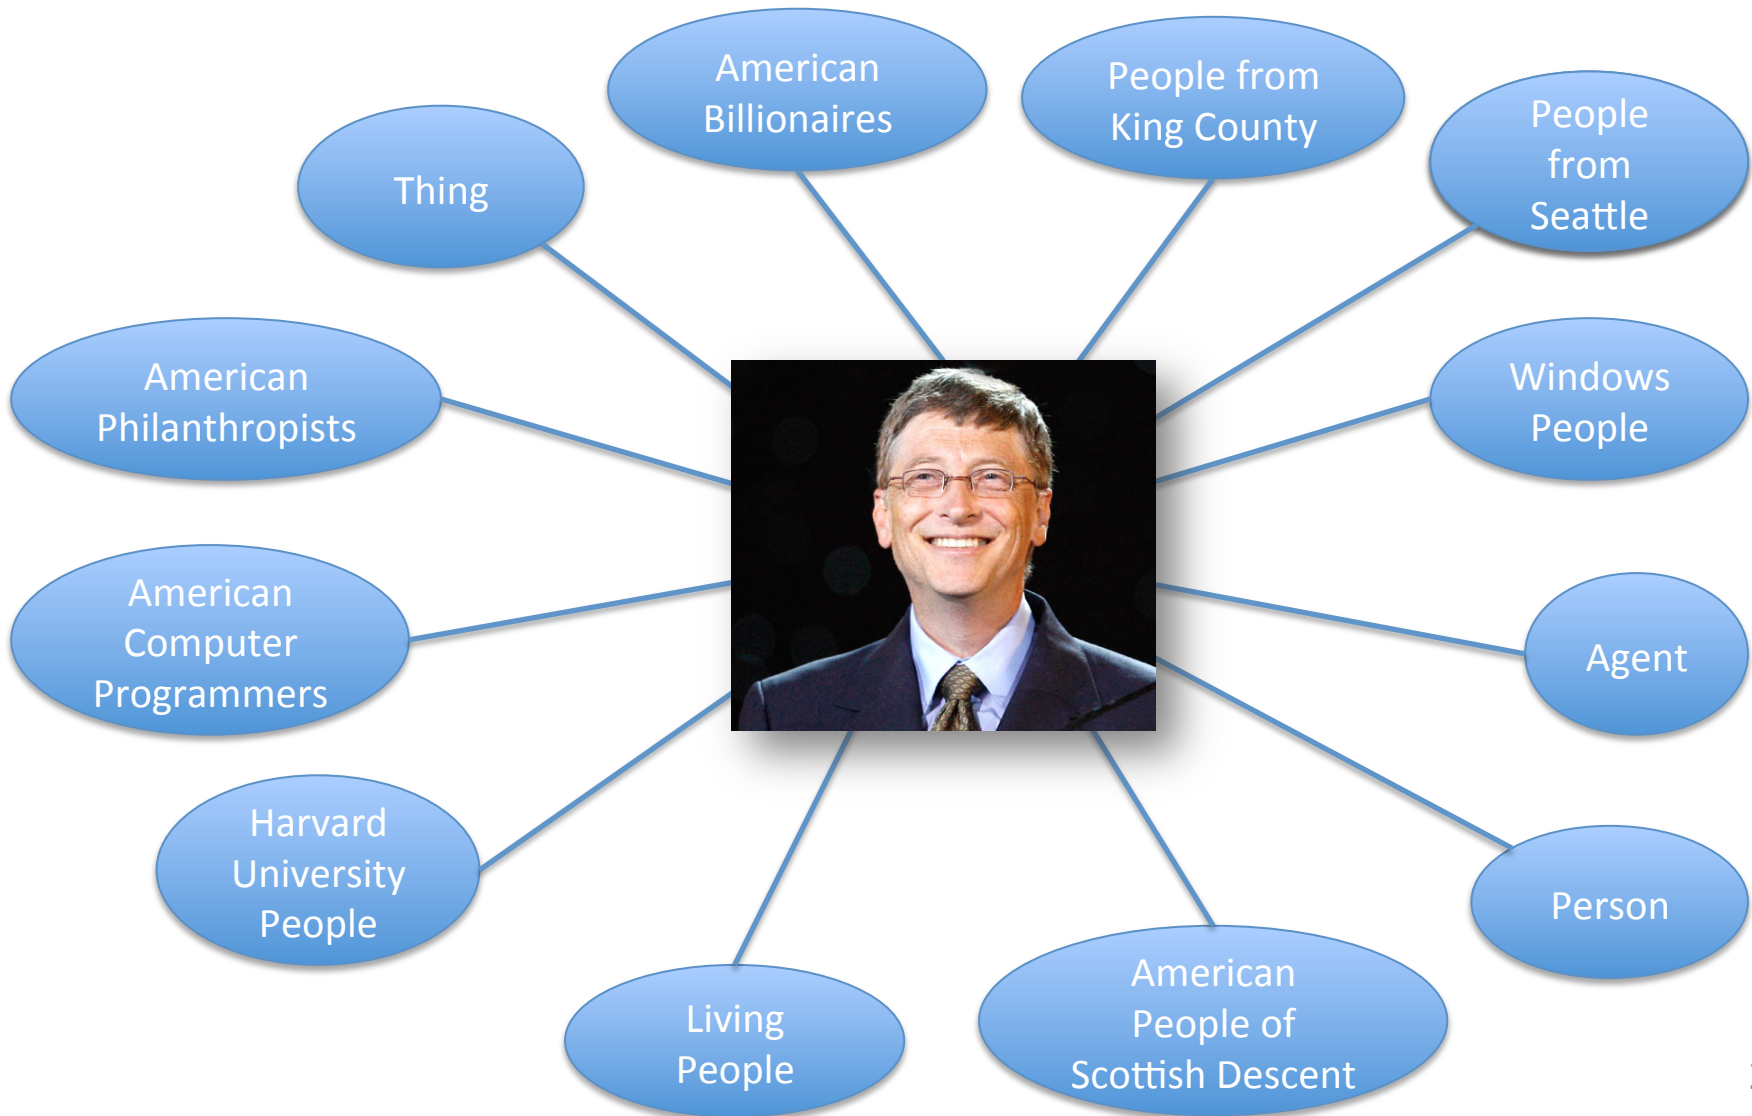 American
Billionaires
People from
King County
People
from
Seattle
Thing
Windows
People
American
Philanthropists
American
Computer
Programmers
Agent
Harvard
University
People
Person
Living
People
American
People of
Scottish Descent